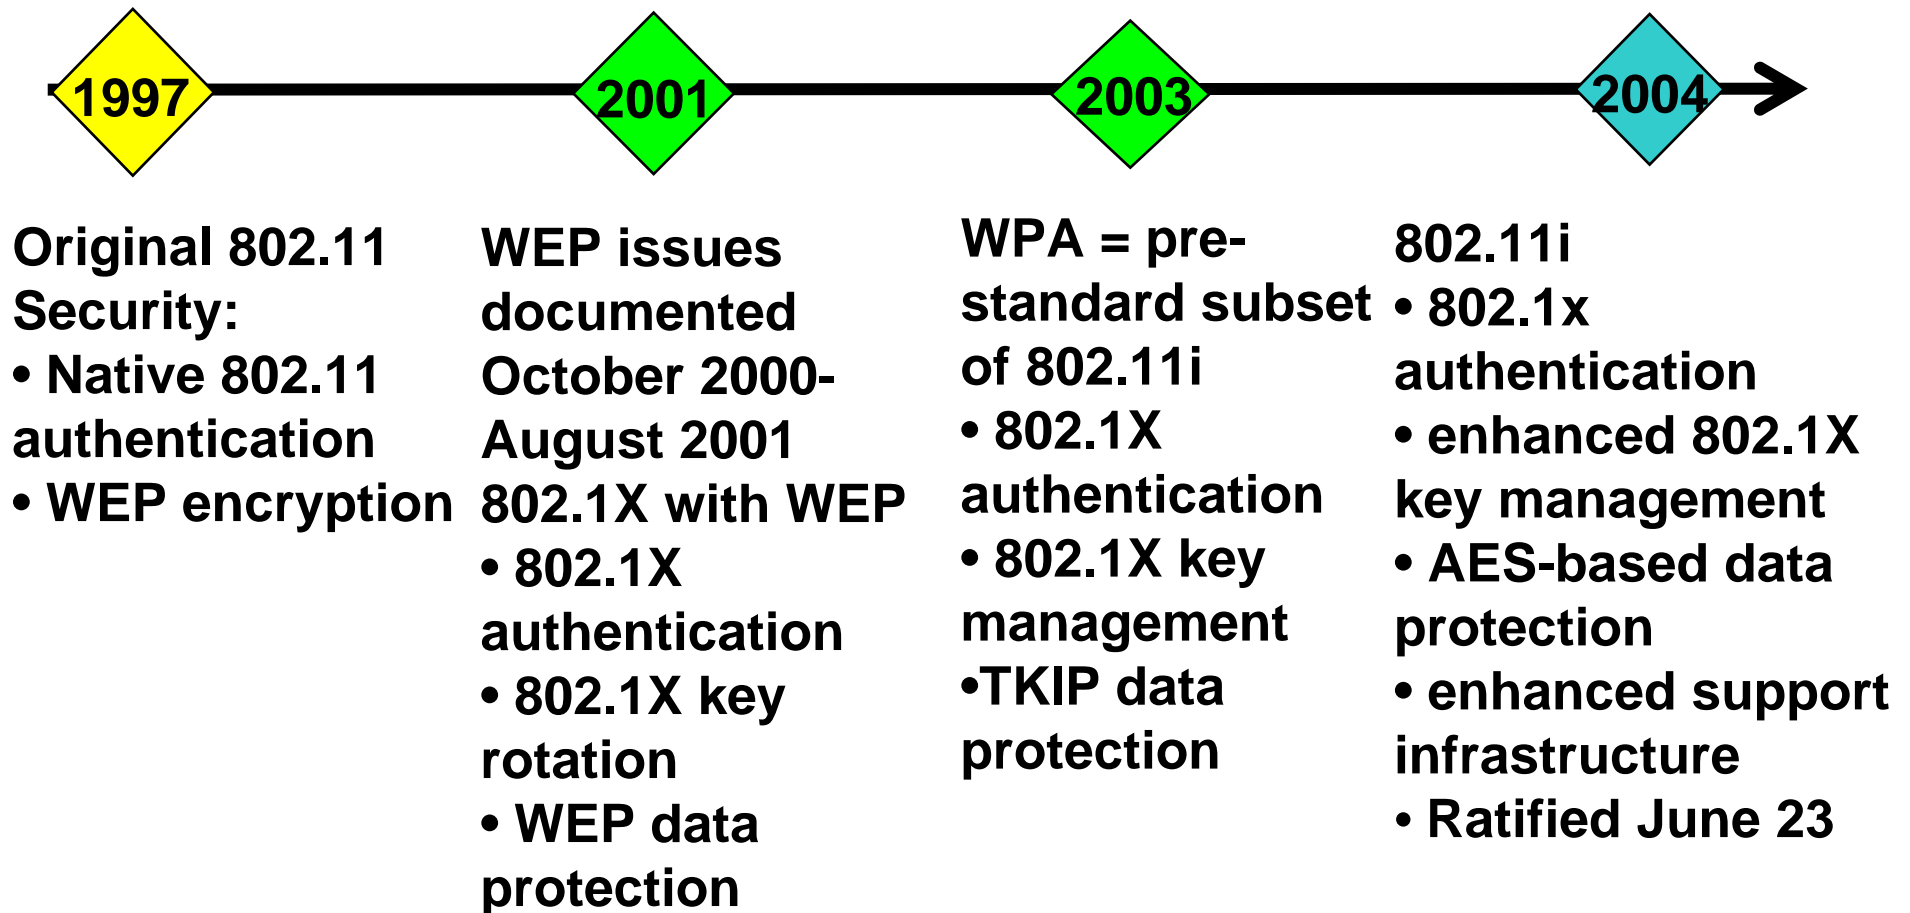 1997
2001
2003
2004
Original 802.11
Security:
• Native 802.11
authentication
• WEP encryption
WEP issues
documented
October 2000-
August 2001
802.1X with WEP
• 802.1X
authentication
• 802.1X key
rotation
• WEP data
protection
WPA = pre-
standard subset
of 802.11i
• 802.1X
authentication
• 802.1X key
management
•TKIP data
protection
802.11i
• 802.1x
authentication
• enhanced 802.1X
key management
• AES-based data
protection
• enhanced support
infrastructure
• Ratified June 23